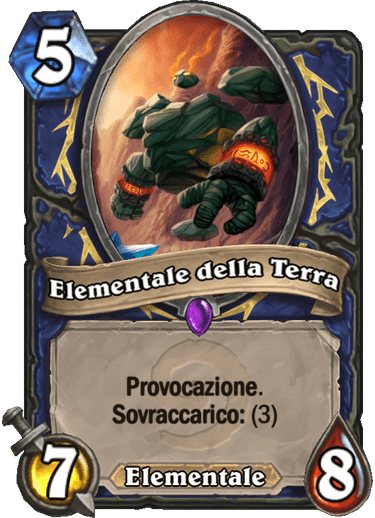 5
Elementale della Terra
Provocazione.
Sovraccarico: (3)
7
Elementale
8